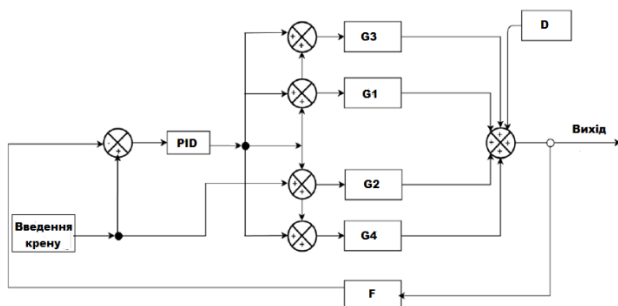 G3
D
G1
Вихід
PID
G2
Введення
крену
G4
F